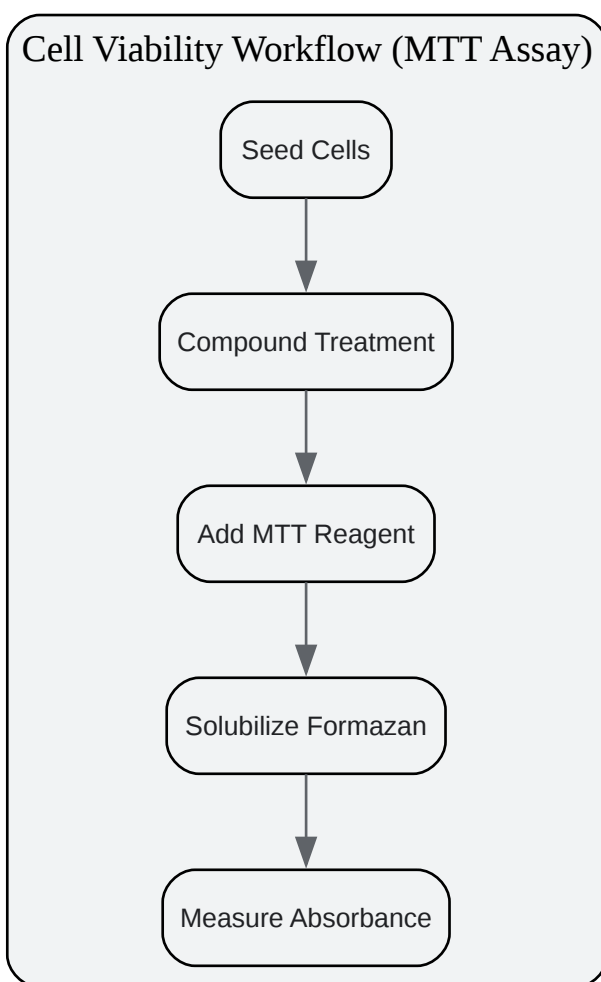 Cell Viability Workflow (MTT Assay)
Seed Cells
Compound Treatment
Add MTT Reagent
Solubilize Formazan
Measure Absorbance